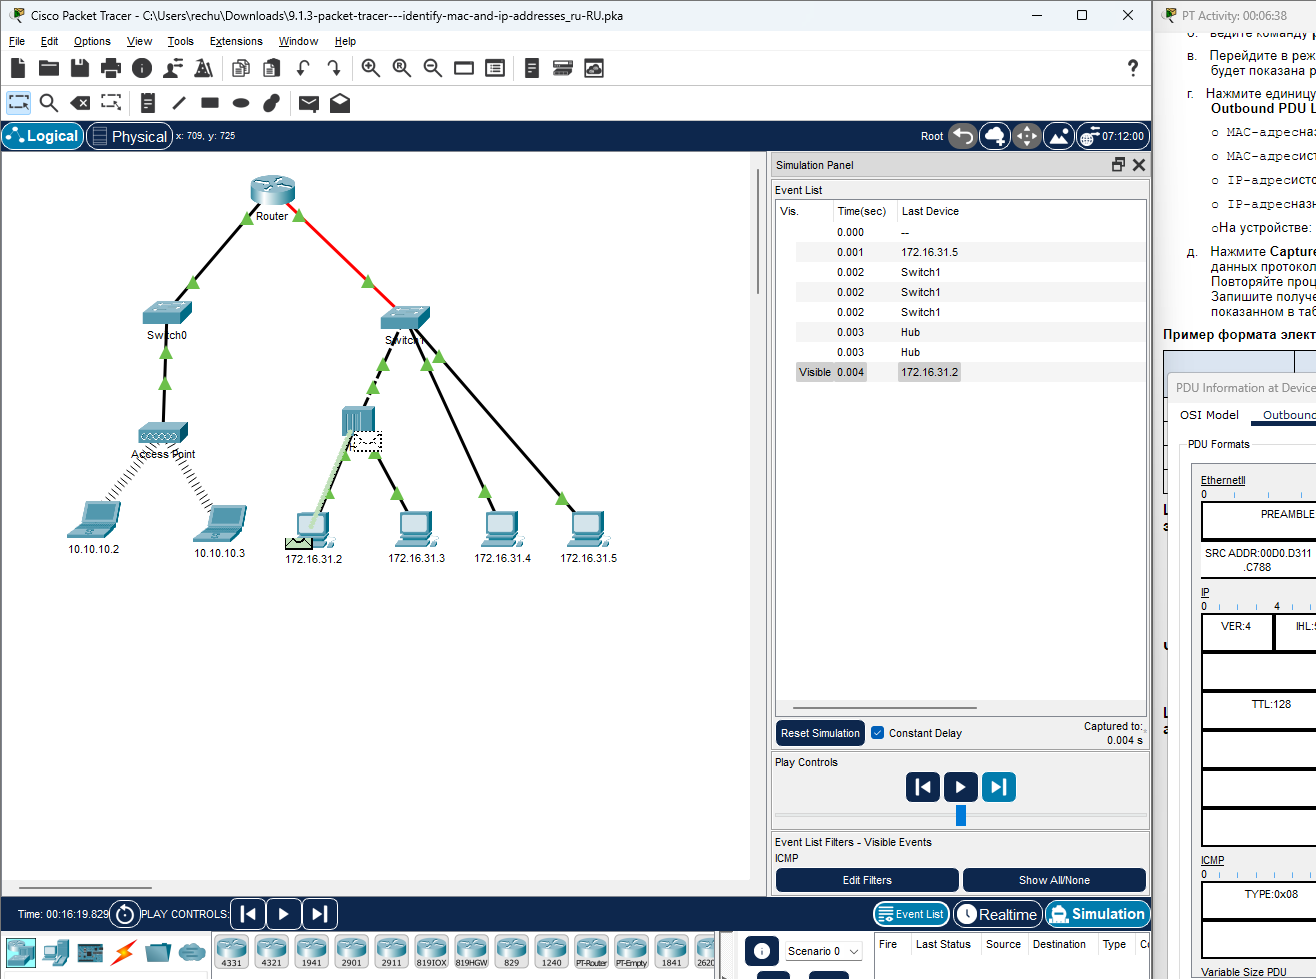 Cisco Packet Tracer - C:\Users\rechu\Downloads\9.1.3-packet-tracer---identify-mac-and-ip-addresses_ru-RU.pka
File Edit Options View Tools Extensions Window Help
Logical Physical x: 709, y: 725
Root 07:12:00
Router
Switch0
Switch1
Access Point
10.10.10.2
10.10.10.3
172.16.31.2
172.16.31.3
172.16.31.4
172.16.31.5
Simulation Panel
Event List
Vis. Time(sec) Last Device
0.000 --
0.001 172.16.31.5
0.002 Switch1
0.002 Switch1
0.002 Switch1
0.003 Hub
0.003 Hub
Visible 0.004 172.16.31.2
Reset Simulation Constant Delay Captured to:
0.004 s
Play Controls
Event List Filters - Visible Events
ICMP
Edit Filters Show All/None
Time: 00:16:19.829 PLAY CONTROLS:
Event List Realtime Simulation
4331 4321 1941 2901 2911 819IOX 819HGW 829 1240 PT-Router PT-Empty 1841 2620
Scenario 0
Fire Last Status Source Destination Type Co
PT Activity: 00:06:38
в. Перейдите в реж
будет показана р
г. Нажмите единицу
Outbound PDU L
o MAC-адресназ
o MAC-адресист
o IP-адресисто
o IP-адресназн
oНа устройстве:
д. Нажмите Capture
данных протокол
Повторяйте проц
Запишите получе
показанном в таб
Пример формата элект
PDU Information at Device
OSI Model Outbound
PDU Formats
EthernetII
0
PREAMBLE
SRC ADDR:00D0.D311
.C788
IP
0 4
VER:4 IHL:5
TTL:128
ICMP
0
TYPE:0x08
Variable Size PDU